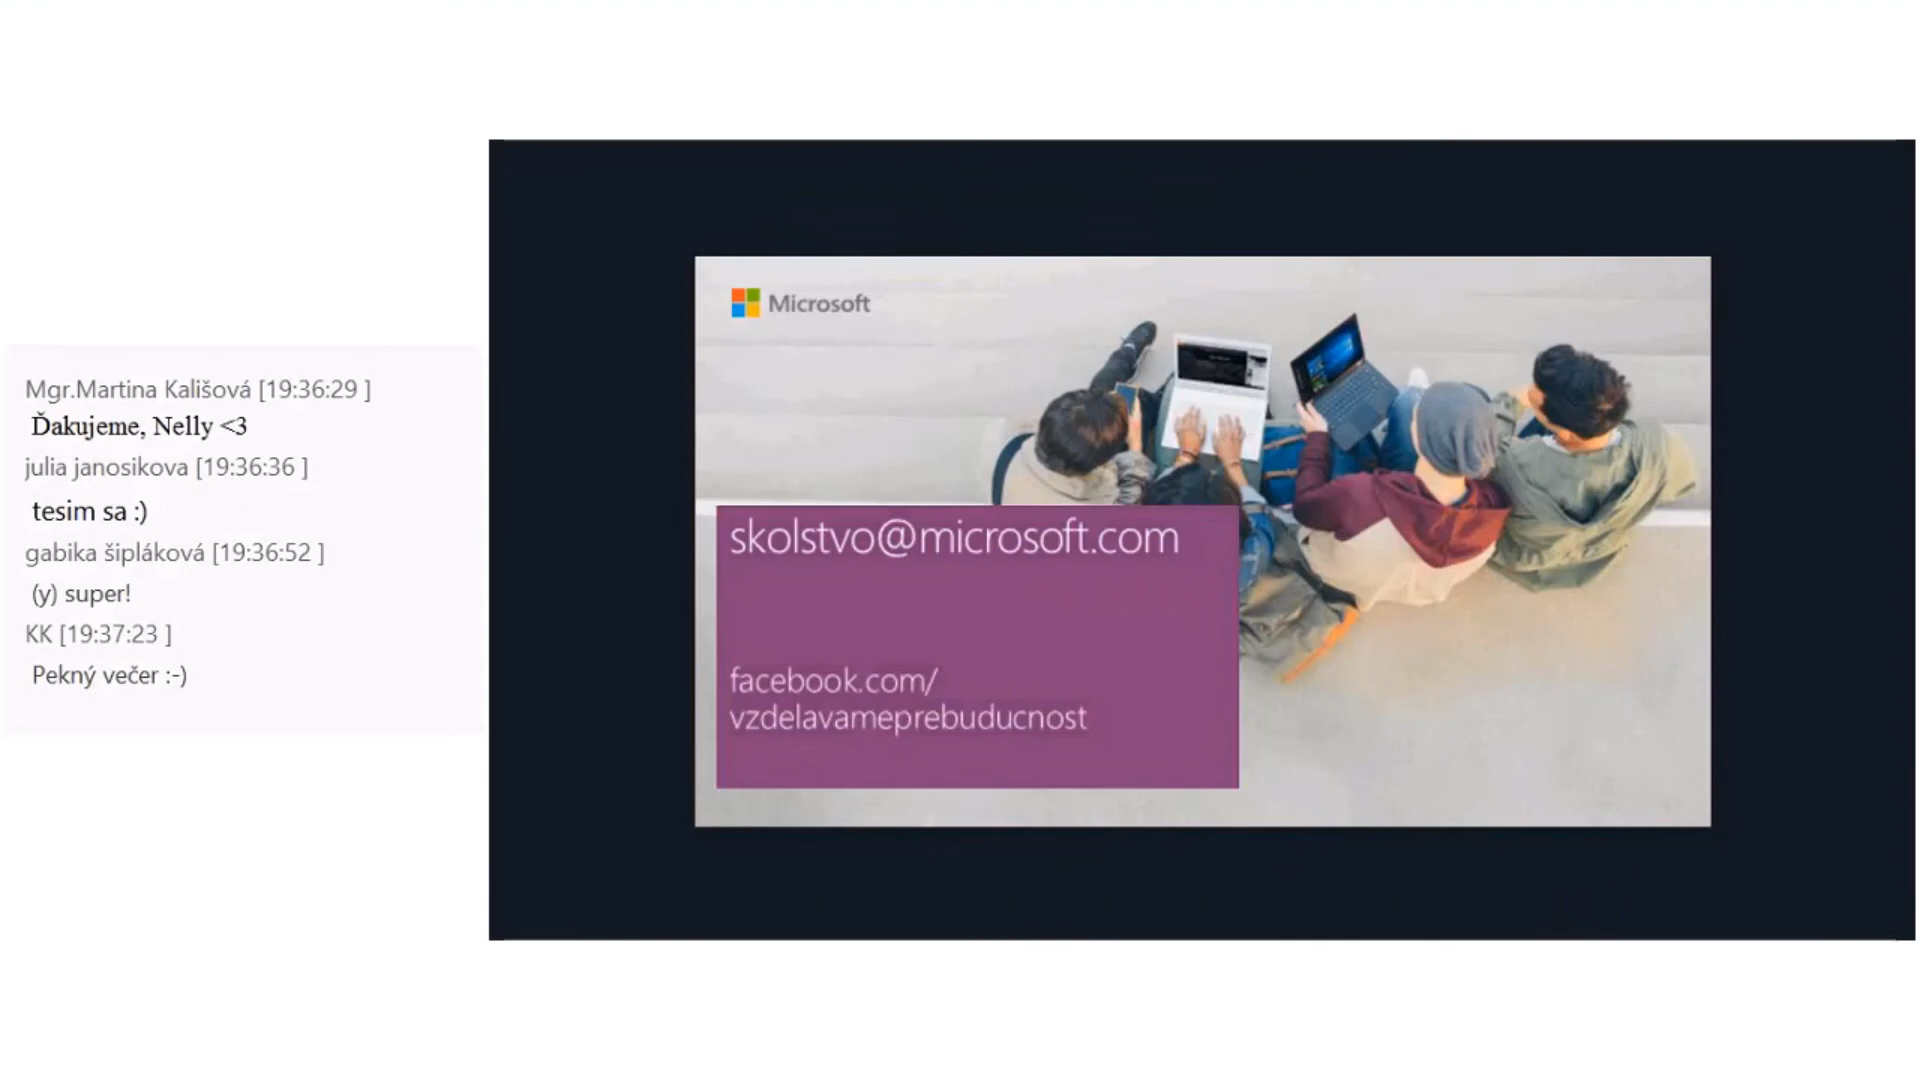 Mgr.Martina Kališová [19:36:29 ]
Ďakujeme, Nelly <3
julia janosikova [19:36:36 ]
tesim sa :)
gabika šipláková [19:36:52 ]
(y) super!
KK [19:37:23 ]
Pekný večer :-)
Microsoft
skolstvo@microsoft.com
facebook.com/
vzdelavameprebuducnost